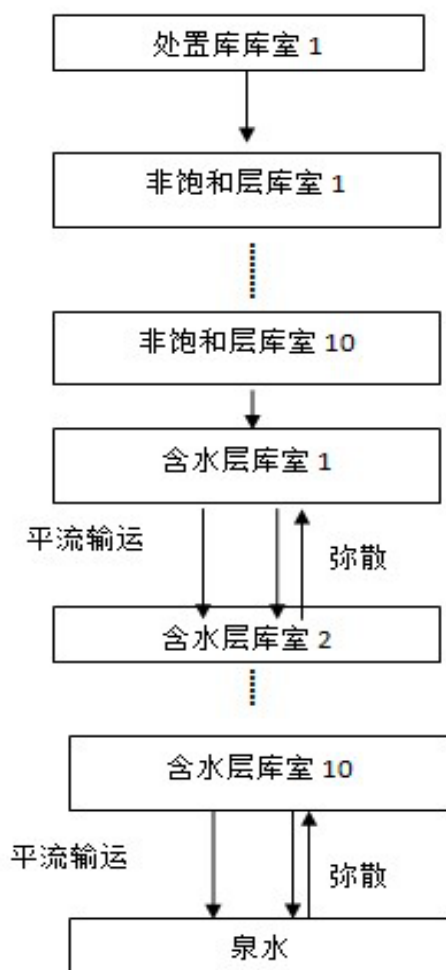 处置库库室 1
非饱和层库室 1
非饱和层库室 10
含水层库室 1
平流输运
弥散
含水层库室 2
含水层库室 10
平流输运
弥散
泉水